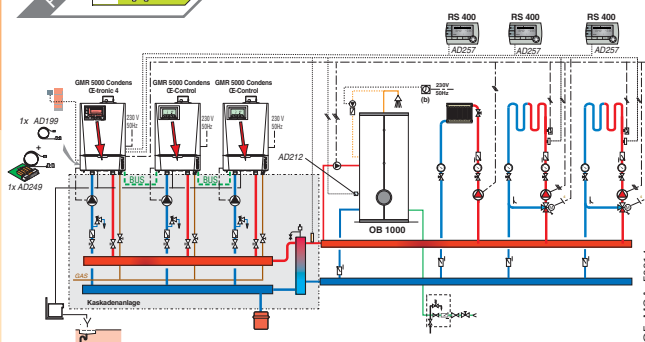 RS 400
RS 400
RS 400
AD257
AD257
AD257
GMR 5000 Condens
Œ-tronic 4
GMR 5000 Condens
Œ-Control
GMR 5000 Condens
Œ-Control
230V
50Hz
(b)
1x AD199
+
1x AD249
230 V
50Hz
230 V
50Hz
230 V
50Hz
BUS
BUS
AD212
OB 1000
GAS
Kaskadenanlage